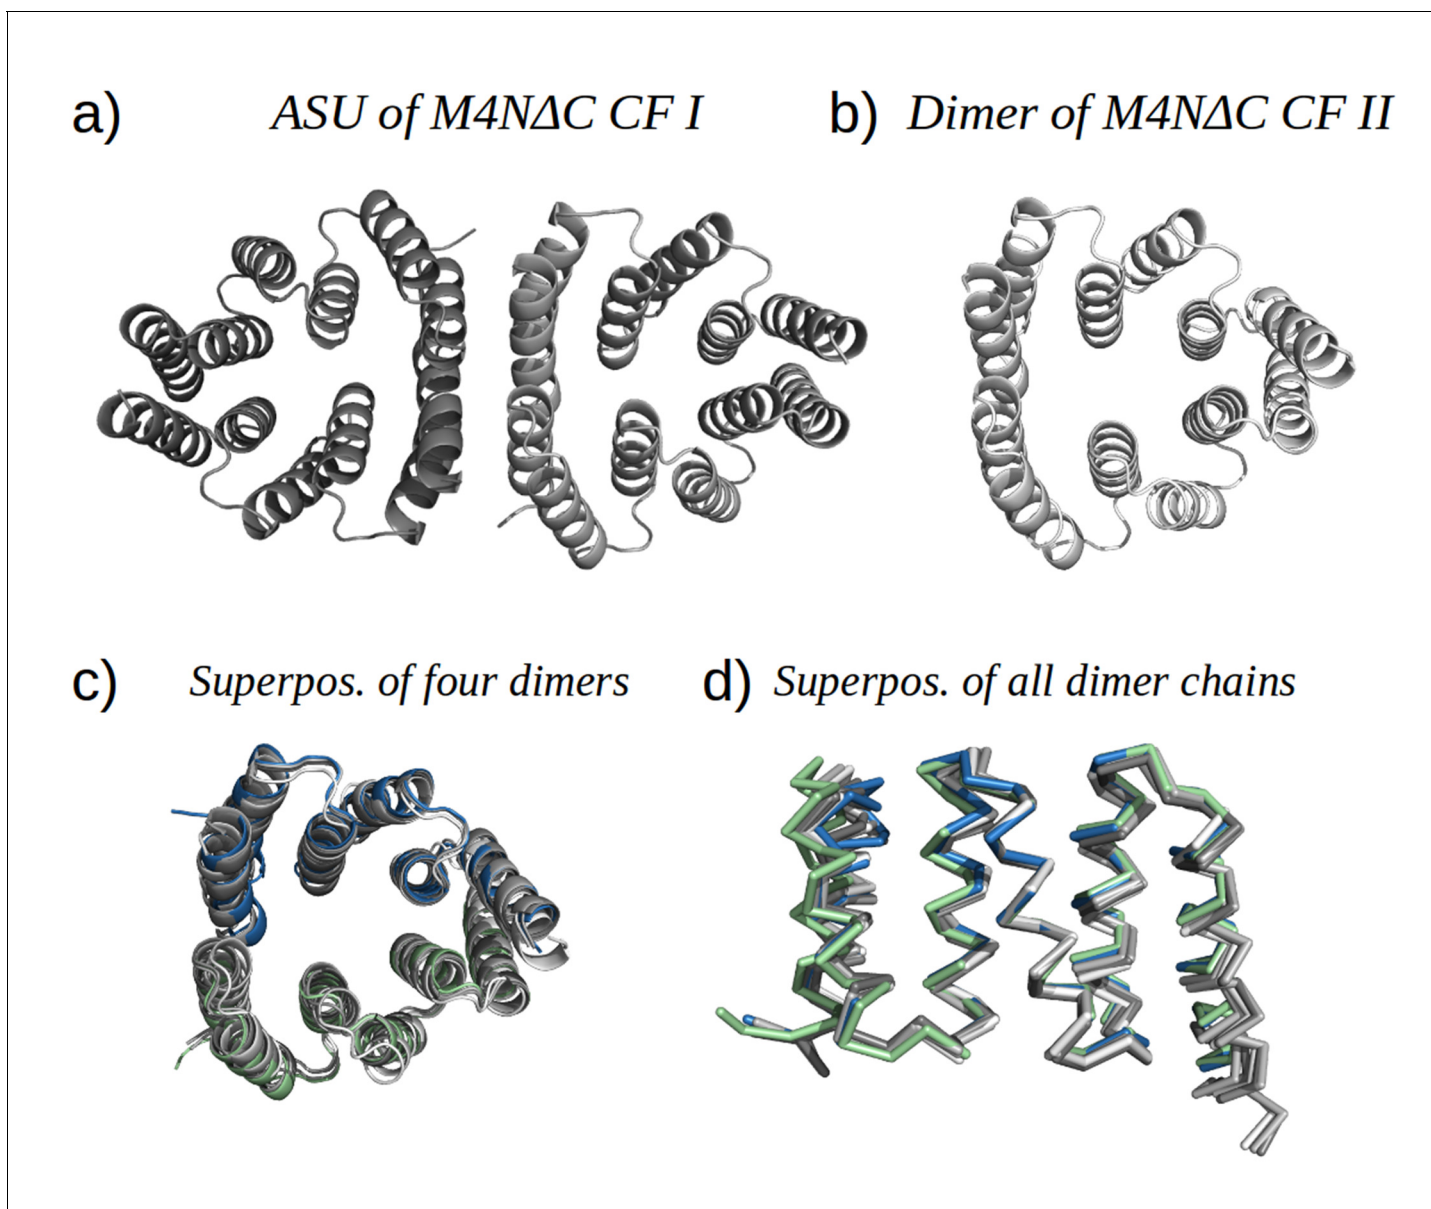 a) ASU of M4NΔC CF I
b) Dimer of M4NΔC CF II
c) Superpos. of four dimers
d) Superpos. of all dimer chains